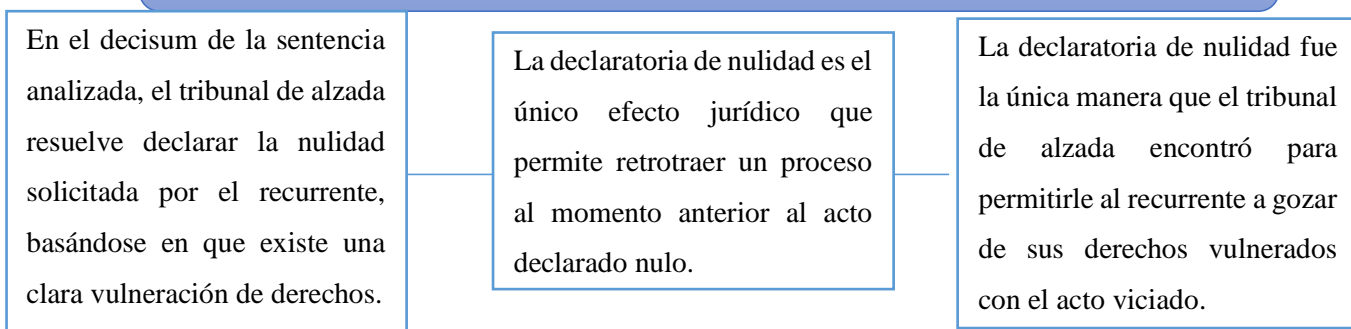 En el decisum de la sentencia
analizada, el tribunal de alzada
resuelve declarar la nulidad
solicitada por el recurrente,
basándose en que existe una
clara vulneración de derechos.
La declaratoria de nulidad es el
único efecto jurídico que
permite retrotraer un proceso
al momento anterior al acto
declarado nulo.
La declaratoria de nulidad fue
la única manera que el tribunal
de alzada encontró para
permitirle al recurrente a gozar
de sus derechos vulnerados
con el acto viciado.